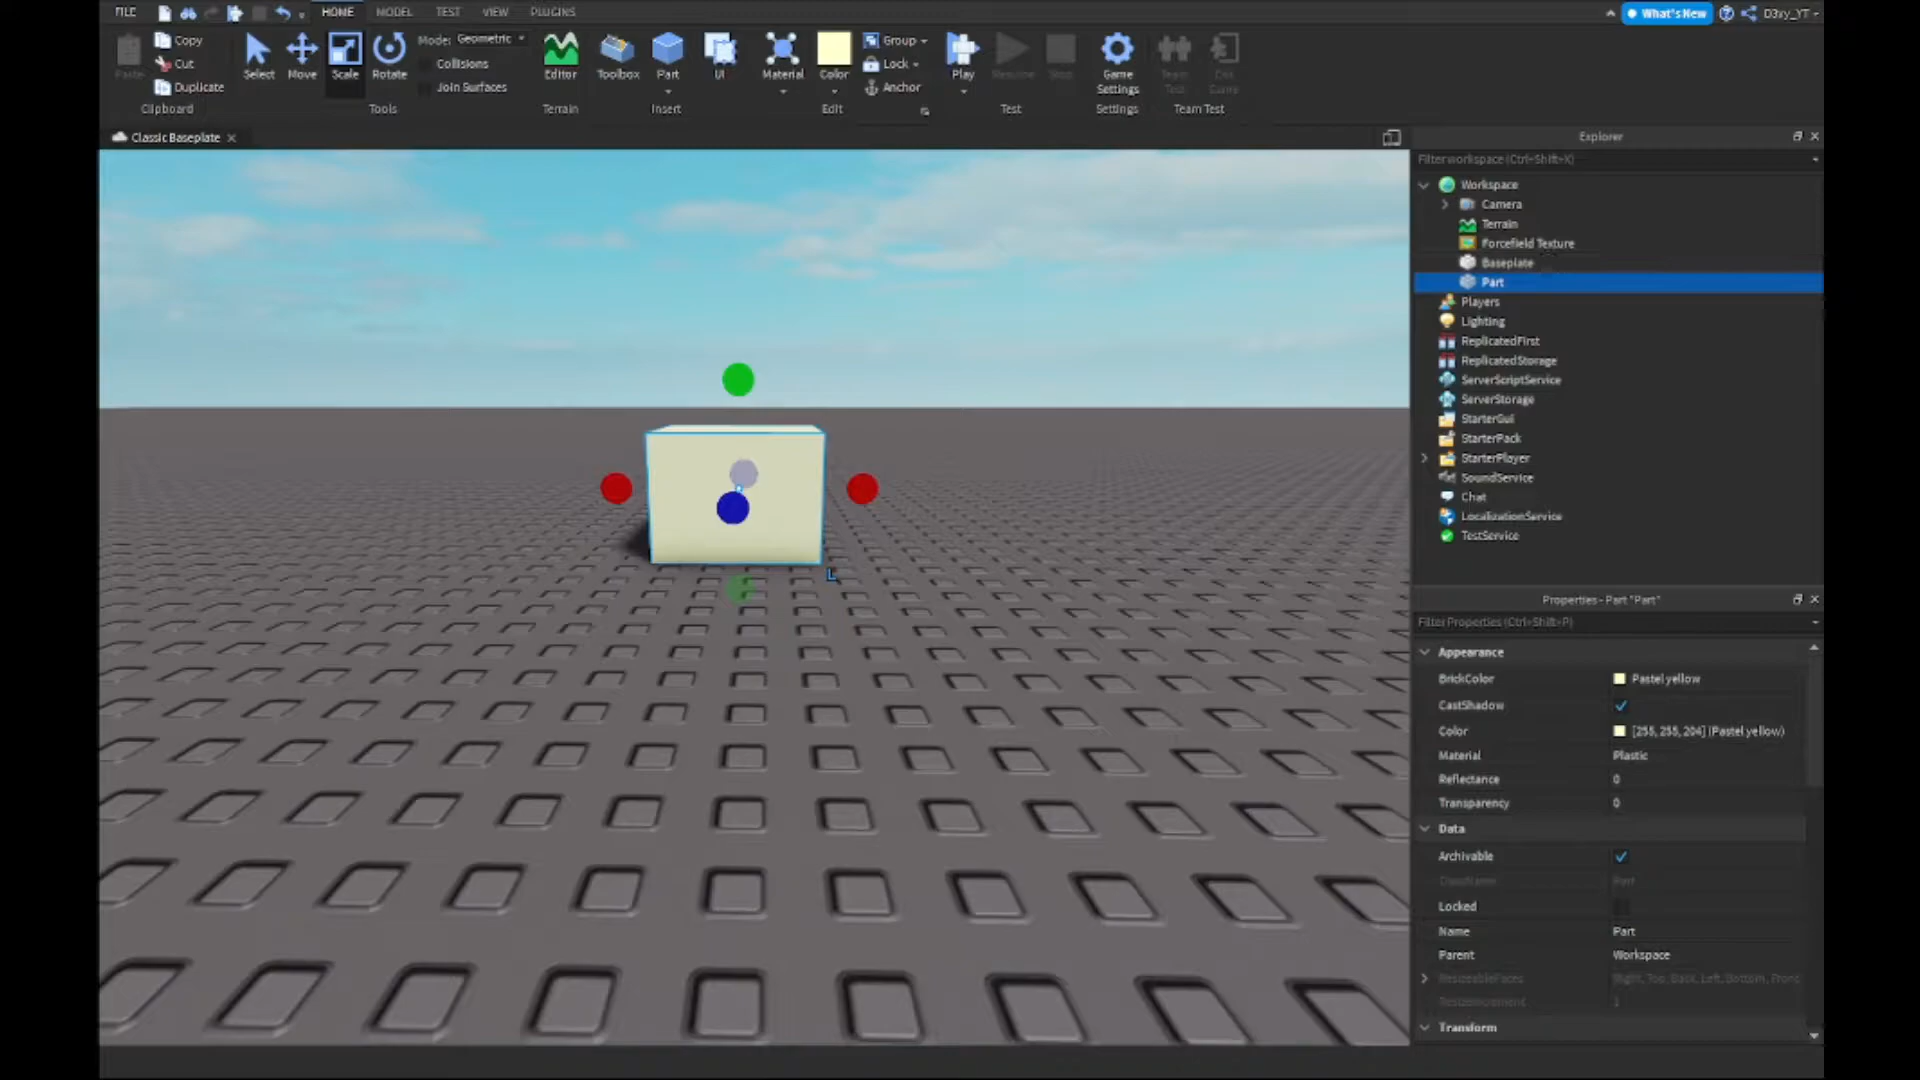 FILE
HOME
MODEL
TEST
VIEW
PLUGINS
What's New
D3vy_YT
Paste
Copy
Cut
Duplicate
Clipboard
Select
Move
Scale
Rotate
Mode: Geometric
Collisions
Join Surfaces
Tools
Editor
Terrain
Toolbox
Part
UI
Insert
Material
Color
Group
Lock
Anchor
Edit
Play
Resume
Stop
Test
Game
Settings
Settings
Team
Test
Exit
Game
Team Test
Classic Baseplate
Explorer
Filter workspace (Ctrl+Shift+X)
Workspace
Camera
Terrain
Forcefield Texture
Baseplate
Part
Players
Lighting
ReplicatedFirst
ReplicatedStorage
ServerScriptService
ServerStorage
StarterGui
StarterPack
StarterPlayer
SoundService
Chat
LocalizationService
TestService
L
Properties - Part "Part"
Filter Properties (Ctrl+Shift+P)
Appearance
BrickColor Pastel yellow
CastShadow
Color [255, 255, 204] (Pastel yellow)
Material Plastic
Reflectance 0
Transparency 0
Data
Archivable
ClassName Part
Locked
Name Part
Parent Workspace
ResizeableFaces Right, Top, Back, Left, Bottom, Front
ResizeIncrement 1
Transform